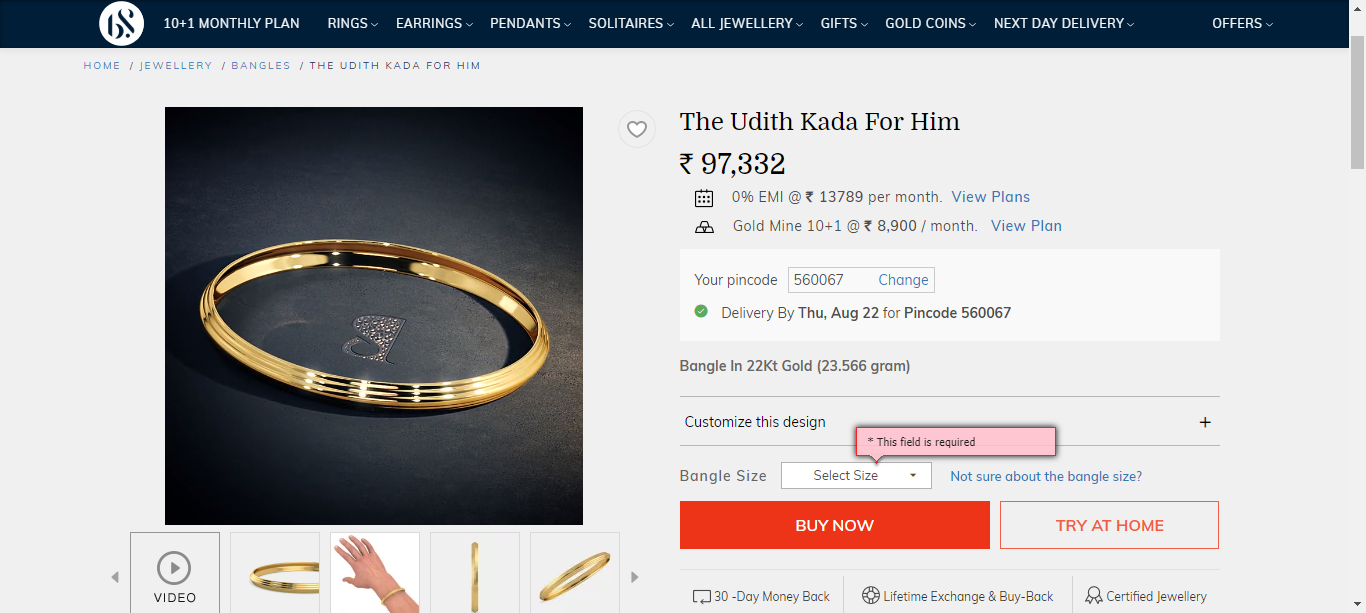 10+1 MONTHLY PLAN RINGS EARRINGS PENDANTS SOLITAIRES ALL JEWELLERY GIFTS GOLD COINS NEXT DAY DELIVERY OFFERS
HOME / JEWELLERY / BANGLES / THE UDITH KADA FOR HIM
The Udith Kada For Him
₹ 97,332
0% EMI @ ₹ 13789 per month. View Plans
Gold Mine 10+1 @ ₹ 8,900 / month. View Plan
Your pincode 560067 Change
Delivery By Thu, Aug 22 for Pincode 560067
Bangle In 22Kt Gold (23.566 gram)
Customize this design +
* This field is required
Bangle Size Select Size Not sure about the bangle size?
BUY NOW TRY AT HOME
VIDEO
30 -Day Money Back Lifetime Exchange & Buy-Back Certified Jewellery